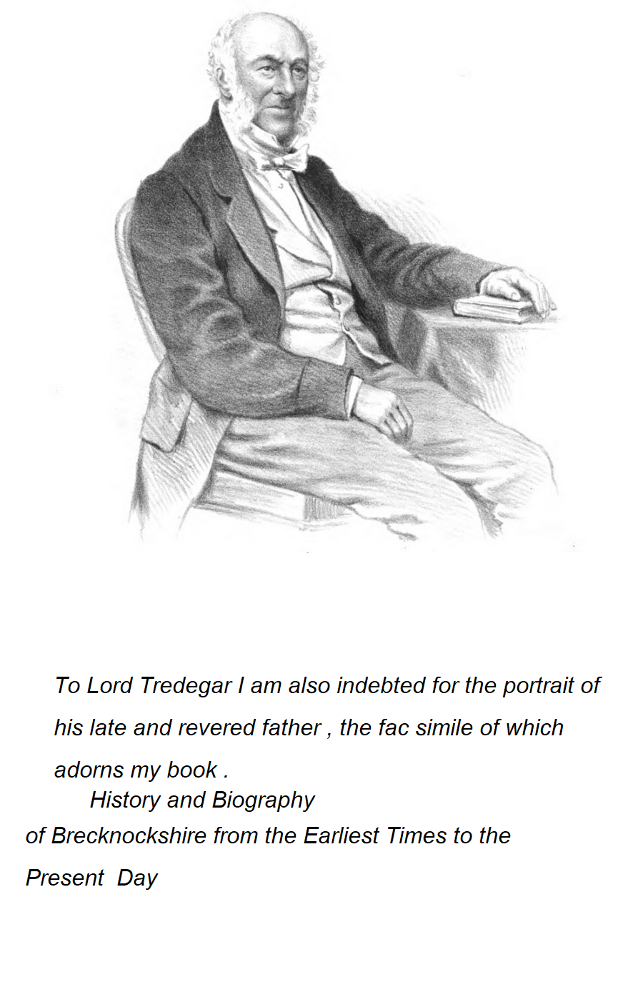 To Lord Tredegar I am also indebted for the portrait of
his late and revered father , the fac simile of which
adorns my book .
History and Biography
of Brecknockshire from the Earliest Times to the
Present  Day